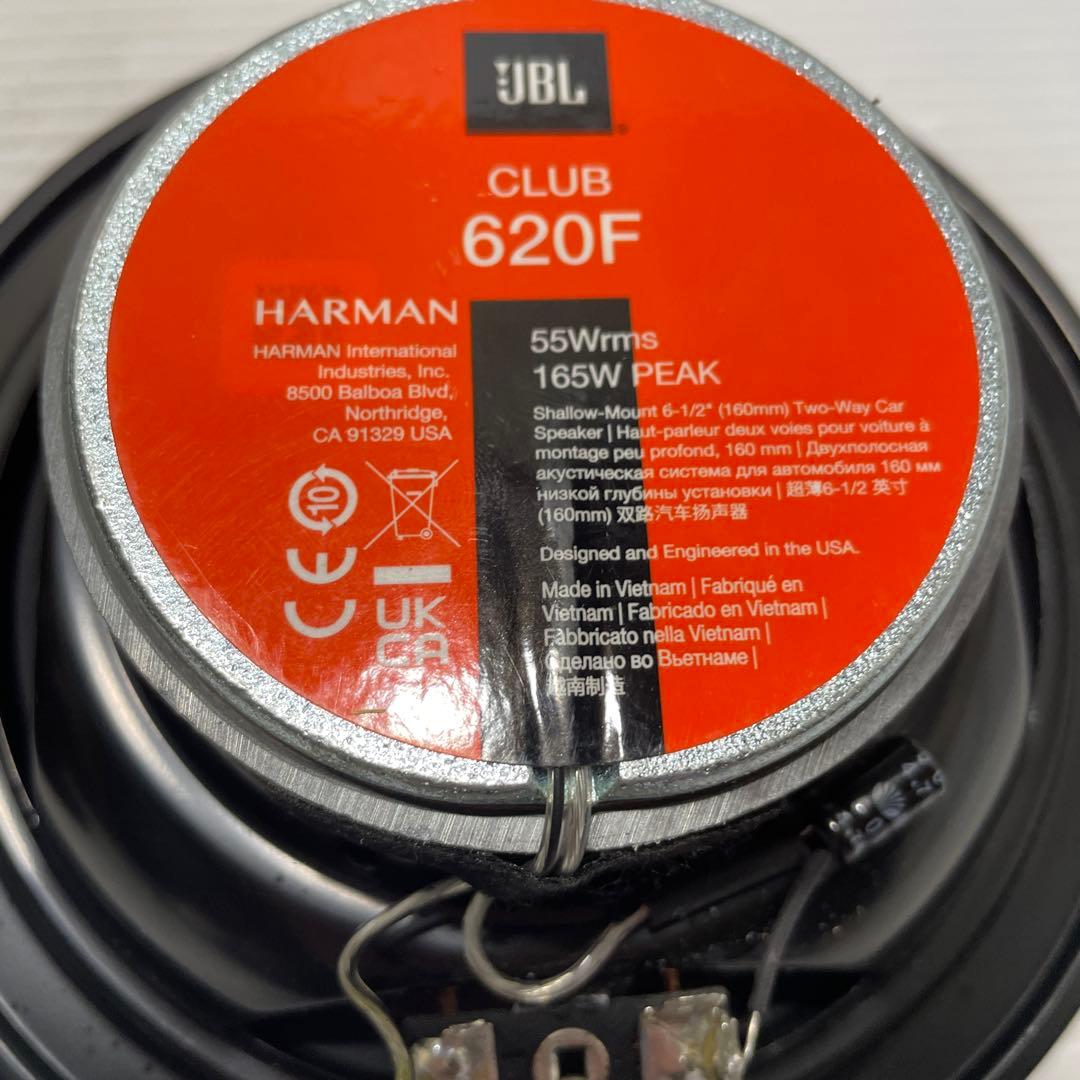 JBL
CLUB
620F
HARMAN
HARMAN International
Industries, Inc.
8500 Balboa Blvd,
Northridge,
CA 91329 USA
10
CE
UK
CA
55Wrms
165W PEAK
Shallow-Mount 6-1/2" (160mm) Two-Way Car
Speaker | Haut-parleur deux voies pour voiture à
montage peu profond, 160 mm | Двухполосная
акустическая система для автомобиля 160 мм
низкой глубины установки | 超薄6-1/2 英寸
(160mm) 双路汽车扬声器
Designed and Engineered in the USA.
Made in Vietnam | Fabriqué en
Vietnam | Fabricado en Vietnam |
Fabbricato nella Vietnam |
Сделано во Вьетнаме |
越南制造